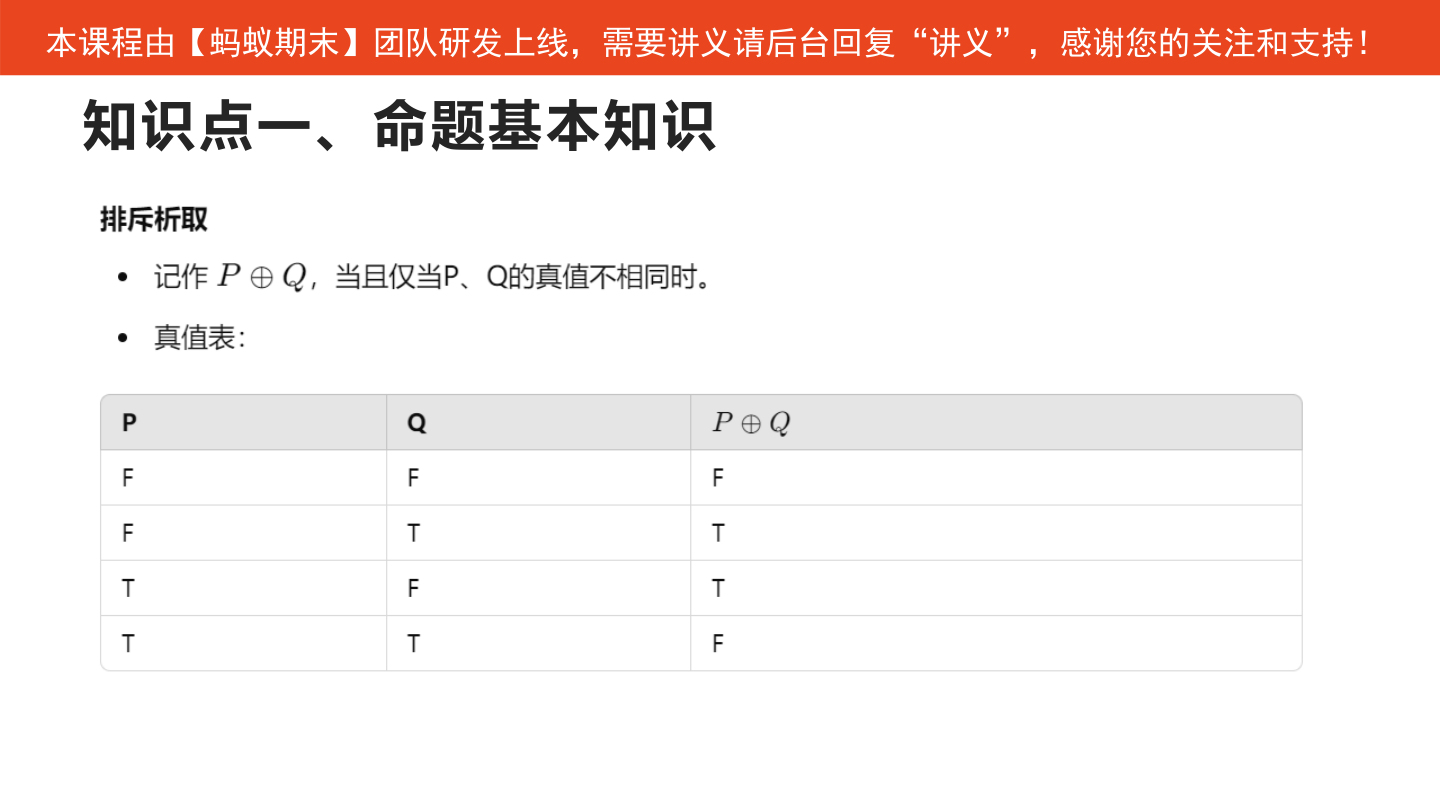 本课程由【蚂蚁期末】团队研发上线，需要讲义请后台回复“讲义”，感谢您的关注和支持！
知识点一、命题基本知识
排斥析取
• 记作 P ⊕ Q，当且仅当P、Q的真值不相同时。
• 真值表：
P Q P ⊕ Q
F F F
F T T
T F T
T T F